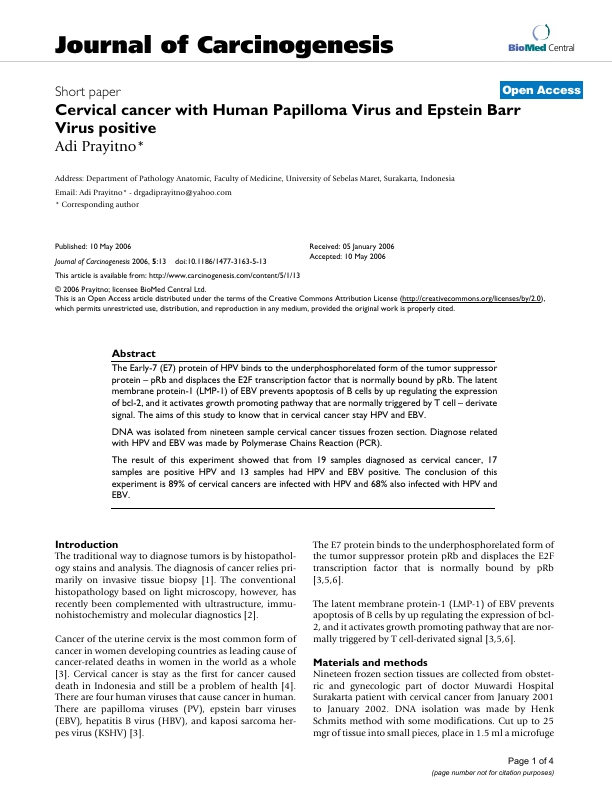 Journal of Carcinogenesis
BioMed Central
Short paper
Open Access
Cervical cancer with Human Papilloma Virus and Epstein Barr
Virus positive
Adi Prayitno*
Address: Department of Pathology Anatomic, Faculty of Medicine, University of Sebelas Maret, Surakarta, Indonesia
Email: Adi Prayitno* - drgadiprayitno@yahoo.com
* Corresponding author
Published: 10 May 2006
Journal of Carcinogenesis 2006, 5:13 doi:10.1186/1477-3163-5-13
Received: 05 January 2006
Accepted: 10 May 2006
This article is available from: http://www.carcinogenesis.com/content/5/1/13
© 2006 Prayitno; licensee BioMed Central Ltd.
This is an Open Access article distributed under the terms of the Creative Commons Attribution License (http://creativecommons.org/licenses/by/2.0),
which permits unrestricted use, distribution, and reproduction in any medium, provided the original work is properly cited.
Abstract
The Early-7 (E7) protein of HPV binds to the underphosphorelated form of the tumor suppressor
protein – pRb and displaces the E2F transcription factor that is normally bound by pRb. The latent
membrane protein-1 (LMP-1) of EBV prevents apoptosis of B cells by up regulating the expression
of bcl-2, and it activates growth promoting pathway that are normally triggered by T cell – derivate
signal. The aims of this study to know that in cervical cancer stay HPV and EBV.
DNA was isolated from nineteen sample cervical cancer tissues frozen section. Diagnose related
with HPV and EBV was made by Polymerase Chains Reaction (PCR).
The result of this experiment showed that from 19 samples diagnosed as cervical cancer, 17
samples are positive HPV and 13 samples had HPV and EBV positive. The conclusion of this
experiment is 89% of cervical cancers are infected with HPV and 68% also infected with HPV and
EBV.
Introduction
The traditional way to diagnose tumors is by histopathol-
ogy stains and analysis. The diagnosis of cancer relies pri-
marily on invasive tissue biopsy [1]. The conventional
histopathology based on light microscopy, however, has
recently been complemented with ultrastructure, immu-
nohistochemistry and molecular diagnostics [2].
Cancer of the uterine cervix is the most common form of
cancer in women developing countries as leading cause of
cancer-related deaths in women in the world as a whole
[3]. Cervical cancer is stay as the first for cancer caused
death in Indonesia and still be a problem of health [4].
There are four human viruses that cause cancer in human.
There are papilloma viruses (PV), epstein barr viruses
(EBV), hepatitis B virus (HBV), and kaposi sarcoma her-
pes virus (KSHV) [3].
The E7 protein binds to the underphosphorelated form of
the tumor suppressor protein pRb and displaces the E2F
transcription factor that is normally bound by pRb
[3,5,6].
The latent membrane protein-1 (LMP-1) of EBV prevents
apoptosis of B cells by up regulating the expression of bcl-
2, and it activates growth promoting pathway that are nor-
mally triggered by T cell-derived signal [3,5,6].
Materials and methods
Nineteen frozen section tissues are collected from obstet-
ric and gynecologic part of doctor Muwardi Hospital
Surakarta patient with cervical cancer from January 2001
to January 2002. DNA isolation was made by Henk
Schmits method with some modifications. Cut up to 25
mgr of tissue into small pieces, place in 1.5 ml a microfuge
Page 1 of 4
(page number not for citation purposes)